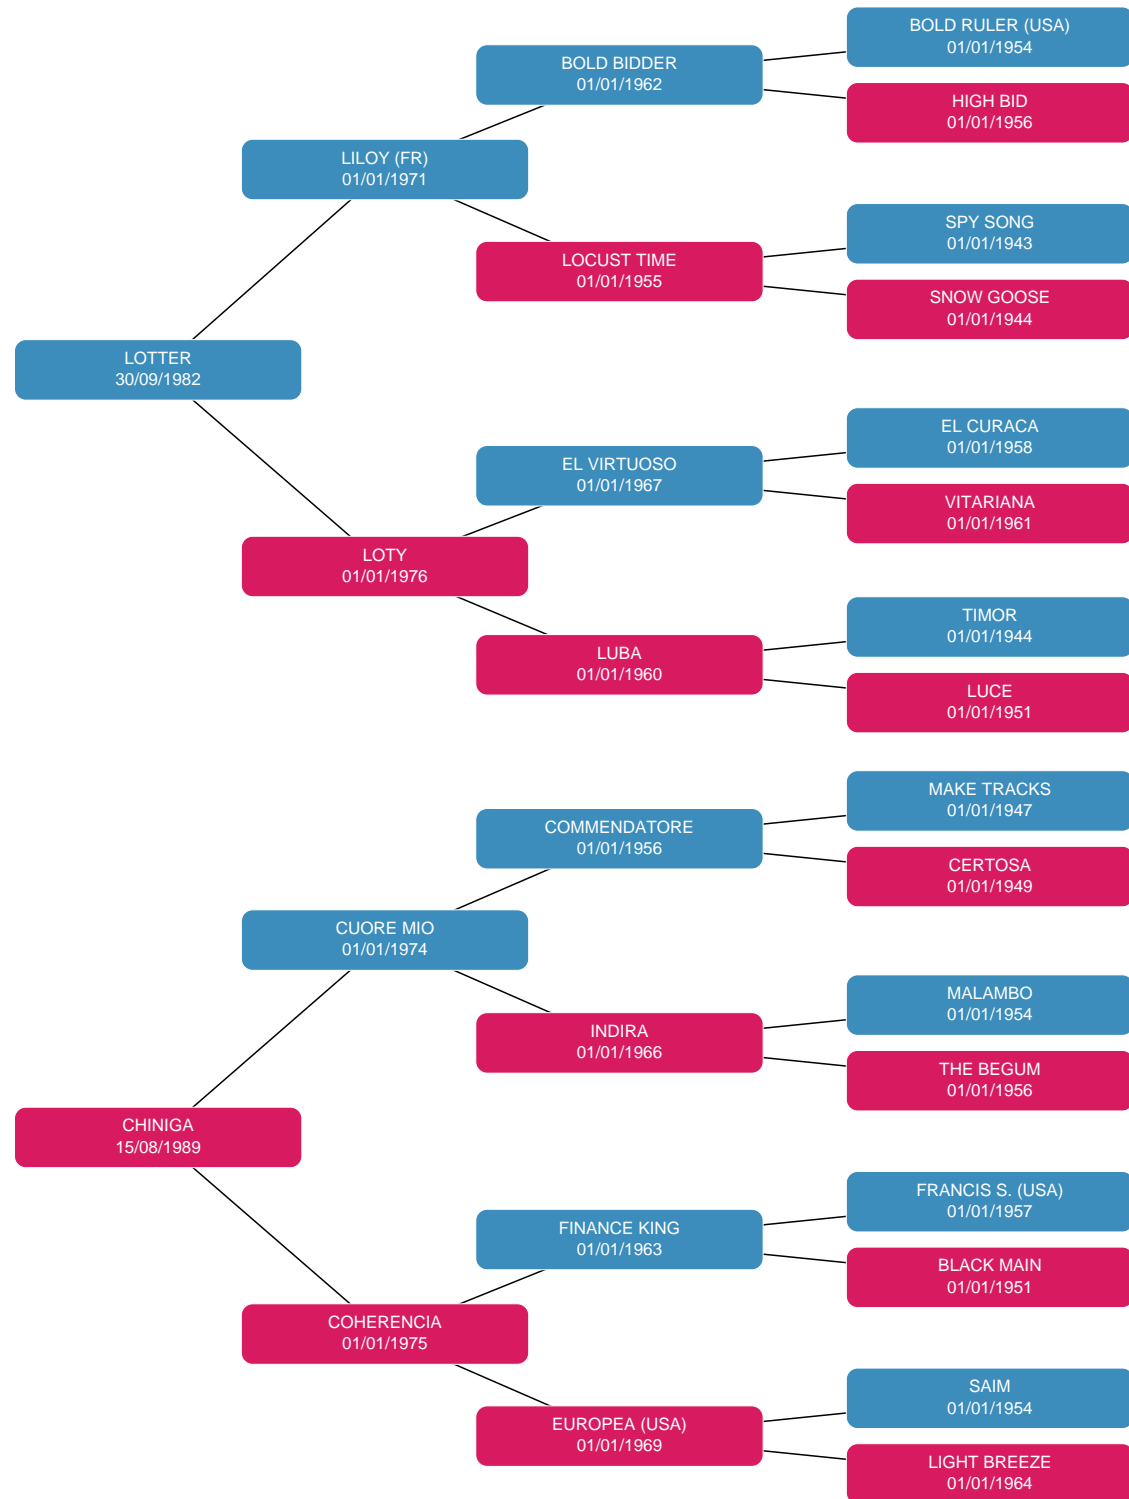 BOLD RULER (USA)
01/01/1954
BOLD BIDDER
01/01/1962
HIGH BID
01/01/1956
LILOY (FR)
01/01/1971
SPY SONG
01/01/1943
LOCUST TIME
01/01/1955
SNOW GOOSE
01/01/1944
LOTTER
30/09/1982
EL CURACA
01/01/1958
EL VIRTUOSO
01/01/1967
VITARIANA
01/01/1961
LOTY
01/01/1976
TIMOR
01/01/1944
LUBA
01/01/1960
LUCE
01/01/1951
MAKE TRACKS
01/01/1947
COMMENDATORE
01/01/1956
CERTOSA
01/01/1949
CUORE MIO
01/01/1974
MALAMBO
01/01/1954
INDIRA
01/01/1966
THE BEGUM
01/01/1956
CHINIGA
15/08/1989
FRANCIS S. (USA)
01/01/1957
FINANCE KING
01/01/1963
BLACK MAIN
01/01/1951
COHERENCIA
01/01/1975
SAIM
01/01/1954
EUROPEA (USA)
01/01/1969
LIGHT BREEZE
01/01/1964